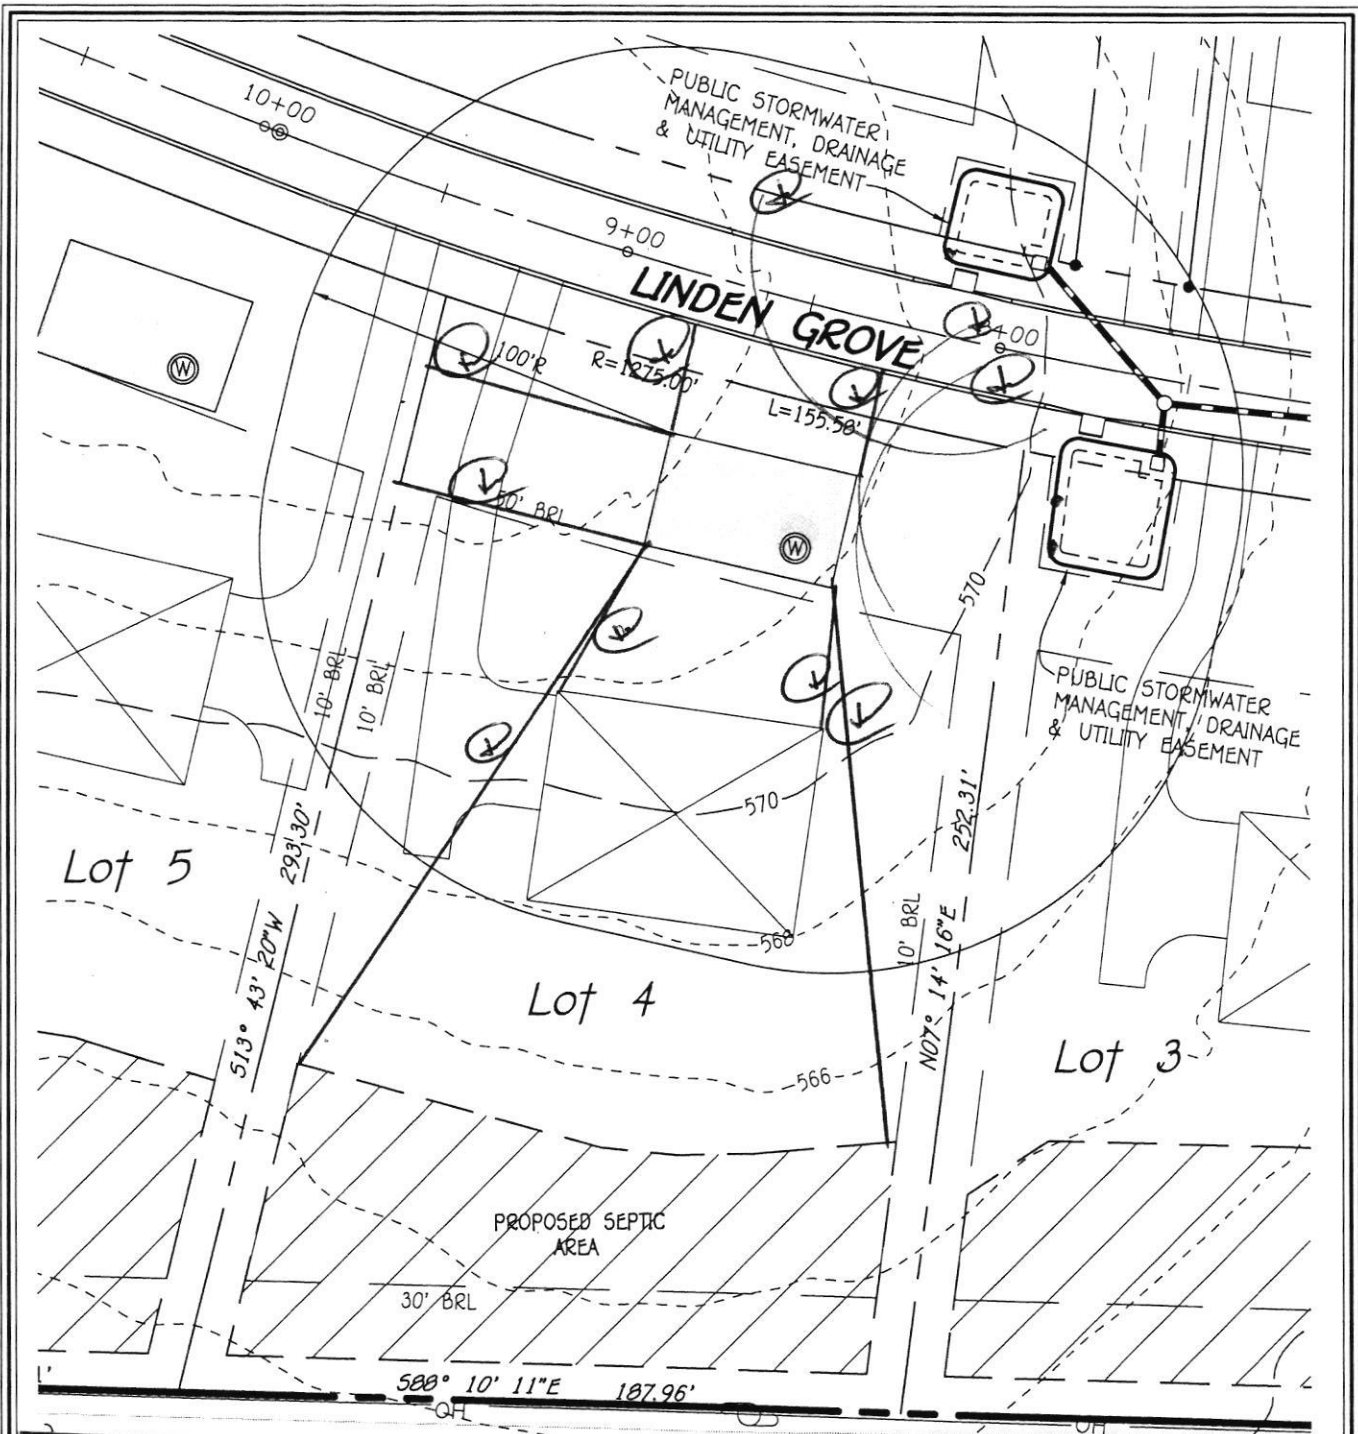 PUBLIC STORMWATER
MANAGEMENT, DRAINAGE
& UTILITY EASEMENT
10+00
9+00
LINDEN GROVE
8+00
100'R
R=1275.00'
L=155.58'
W
50' BRL
W
570
10' BRL
10' BRL
PUBLIC STORMWATER
MANAGEMENT, DRAINAGE
& UTILITY EASEMENT
570
252.31'
293.30'
Lot 5
568
10' BRL
S13° 43' 20"W
N07° 14' 16"E
Lot 4
Lot 3
566
PROPOSED SEPTIC
AREA
30' BRL
S88° 10' 11"E 187.96'
OH
OH